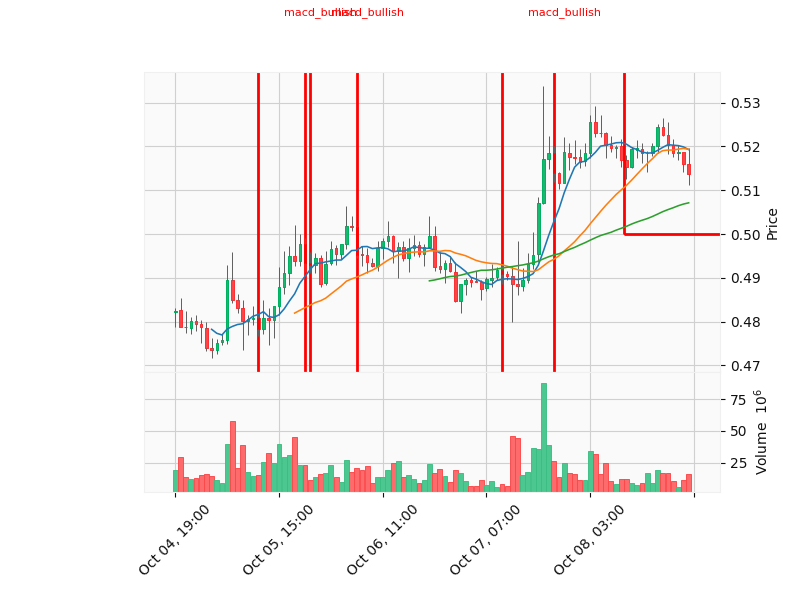 macd_bullish macd_bullish macd_bullish
0.53
0.52
0.51
0.50
0.49
0.48
0.47
Price
75
50
25
Volume 10^6
Oct 04, 19:00
Oct 05, 15:00
Oct 06, 11:00
Oct 07, 07:00
Oct 08, 03:00